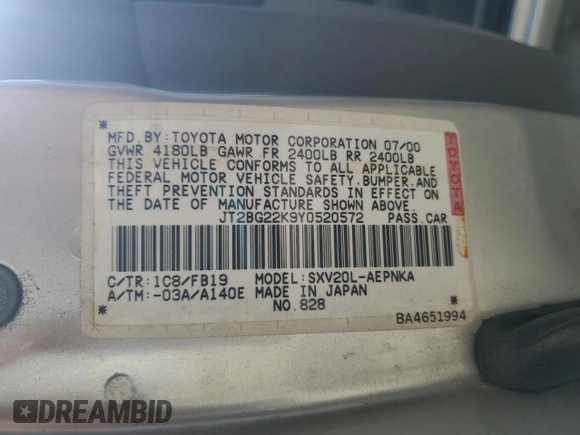 MFD.BY:TOYOTA MOTOR CORPORATION 07/00
GVWR 4180LB GAWR FR 2400LB RR 2400LB
THIS VEHICLE CONFORMS TO ALL APPLICABLE
FEDERAL MOTOR VEHICLE SAFETY.BUMPER.AND
THEFT PREVENTION STANDARDS IN EFFECT ON
THE DATE OF MANUFACTURE SHOWN ABOVE.
JT2BG22K9Y0520572 PASS.CAR
TOYOTA
C/TR:1C8/FB19 MODEL:SXV20L-AEPNKA
A/TM:-03A/A140E MADE IN JAPAN
NO.828
BA4651994
DREAMBID